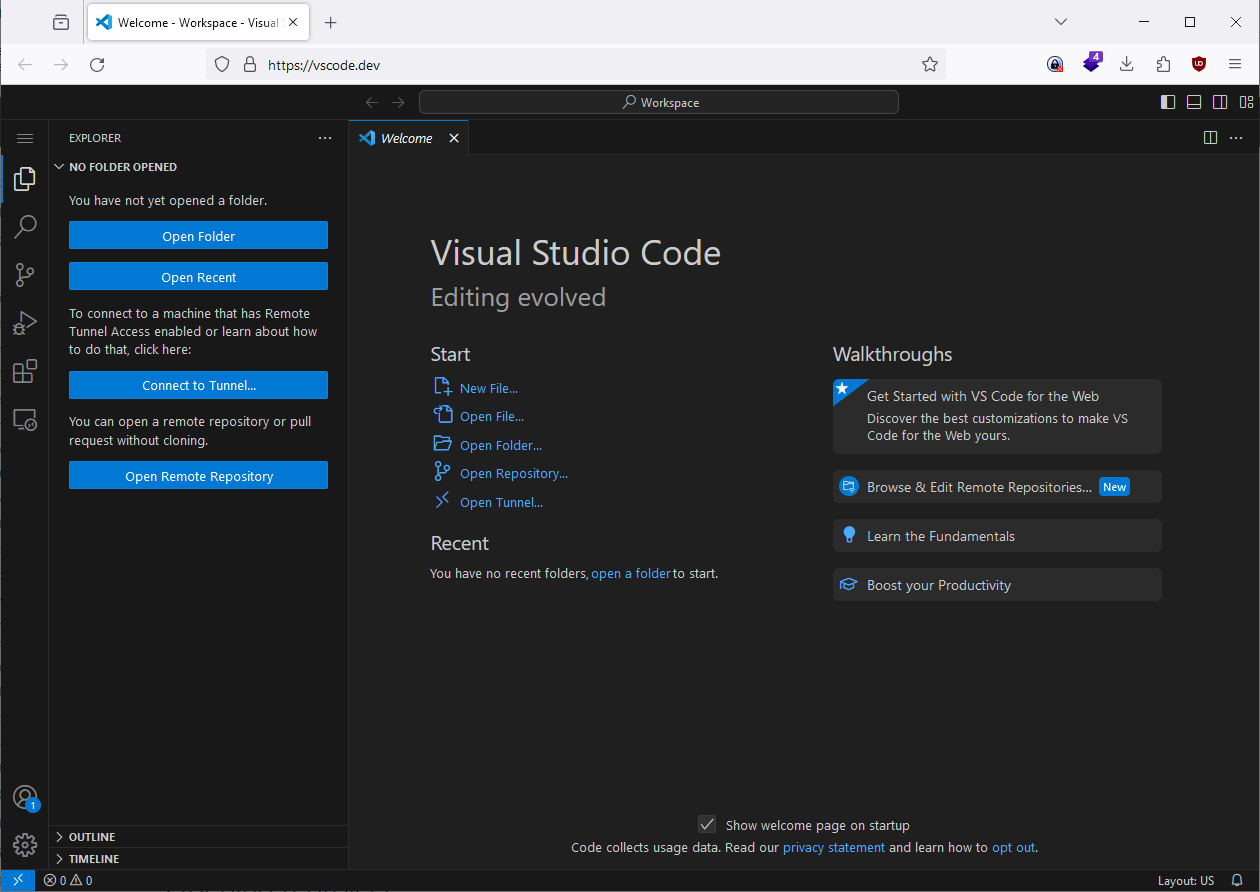 Welcome - Workspace - Visual S
https://vscode.dev
4
Workspace
EXPLORER
Welcome
NO FOLDER OPENED
You have not yet opened a folder.
Open Folder
Open Recent
To connect to a machine that has Remote
Tunnel Access enabled or learn about how
to do that, click here:
Connect to Tunnel...
You can open a remote repository or pull
request without cloning.
Open Remote Repository
Visual Studio Code
Editing evolved
Start
New File...
Open File...
Open Folder...
Open Repository...
Open Tunnel...
Recent
You have no recent folders, open a folder to start.
Walkthroughs
Get Started with VS Code for the Web
Discover the best customizations to make VS
Code for the Web yours.
Browse & Edit Remote Repositories... New
Learn the Fundamentals
Boost your Productivity
Show welcome page on startup
Code collects usage data. Read our privacy statement and learn how to opt out.
1
OUTLINE
TIMELINE
0 0
Layout: US